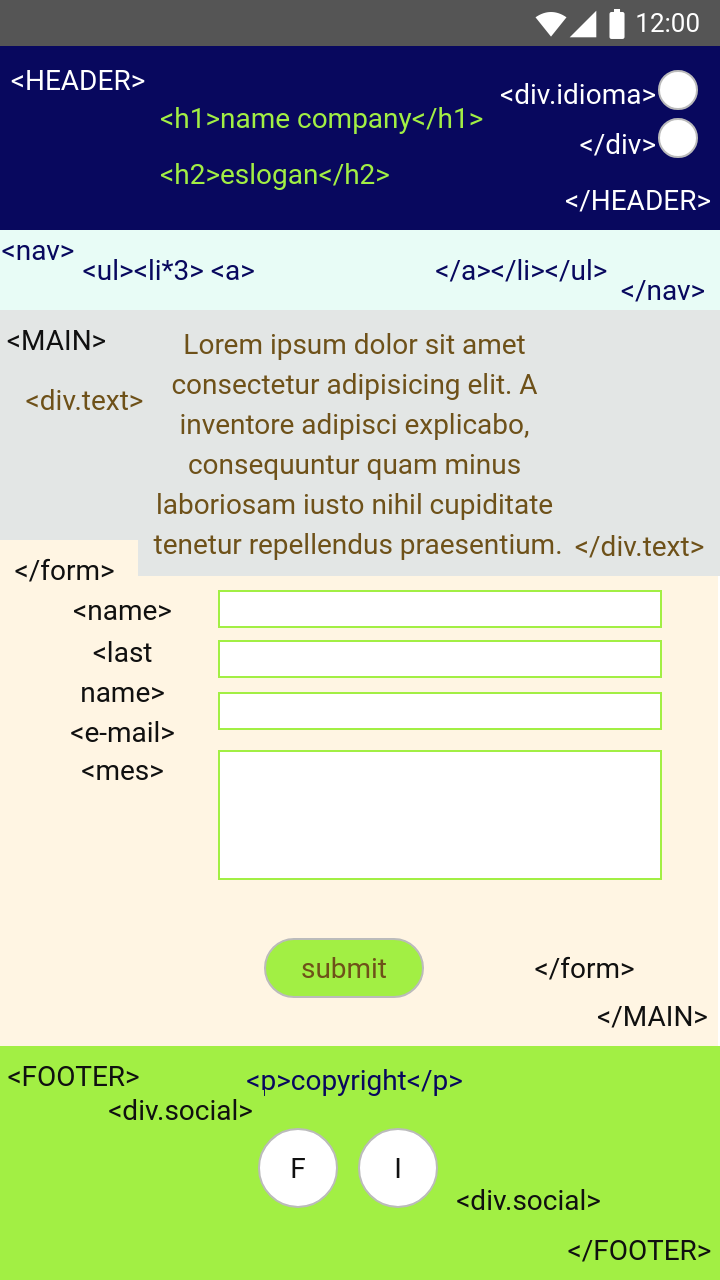 12:00
<HEADER>
<div.idioma>
<h1>name company</h1>
</div>
<h2>eslogan</h2>
</HEADER>
<nav>
<ul><li*3> <a>
</a></li></ul>
</nav>
<MAIN>
Lorem ipsum dolor sit amet
consectetur adipisicing elit. A
<div.text>
inventore adipisci explicabo,
consequuntur quam minus
laboriosam iusto nihil cupiditate
tenetur repellendus praesentium.
</div.text>
</form>
<name>
<last
name>
<e-mail>
<mes>
submit
</form>
</MAIN>
<FOOTER>
<p>copyright</p>
<div.social>
F
I
<div.social>
</FOOTER>